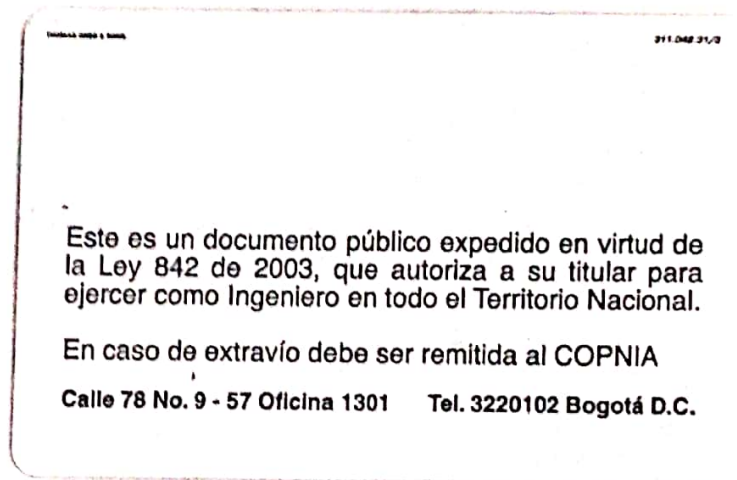 Este es un documento público expedido en virtud de
la Ley 842 de 2003, que autoriza a su titular para
ejercer como Ingeniero en todo el Territorio Nacional.
En caso de extravío debe ser remitida al COPNIA
Calle 78 No. 9 - 57 Oficina 1301 Tel. 3220102 Bogotá D.C.